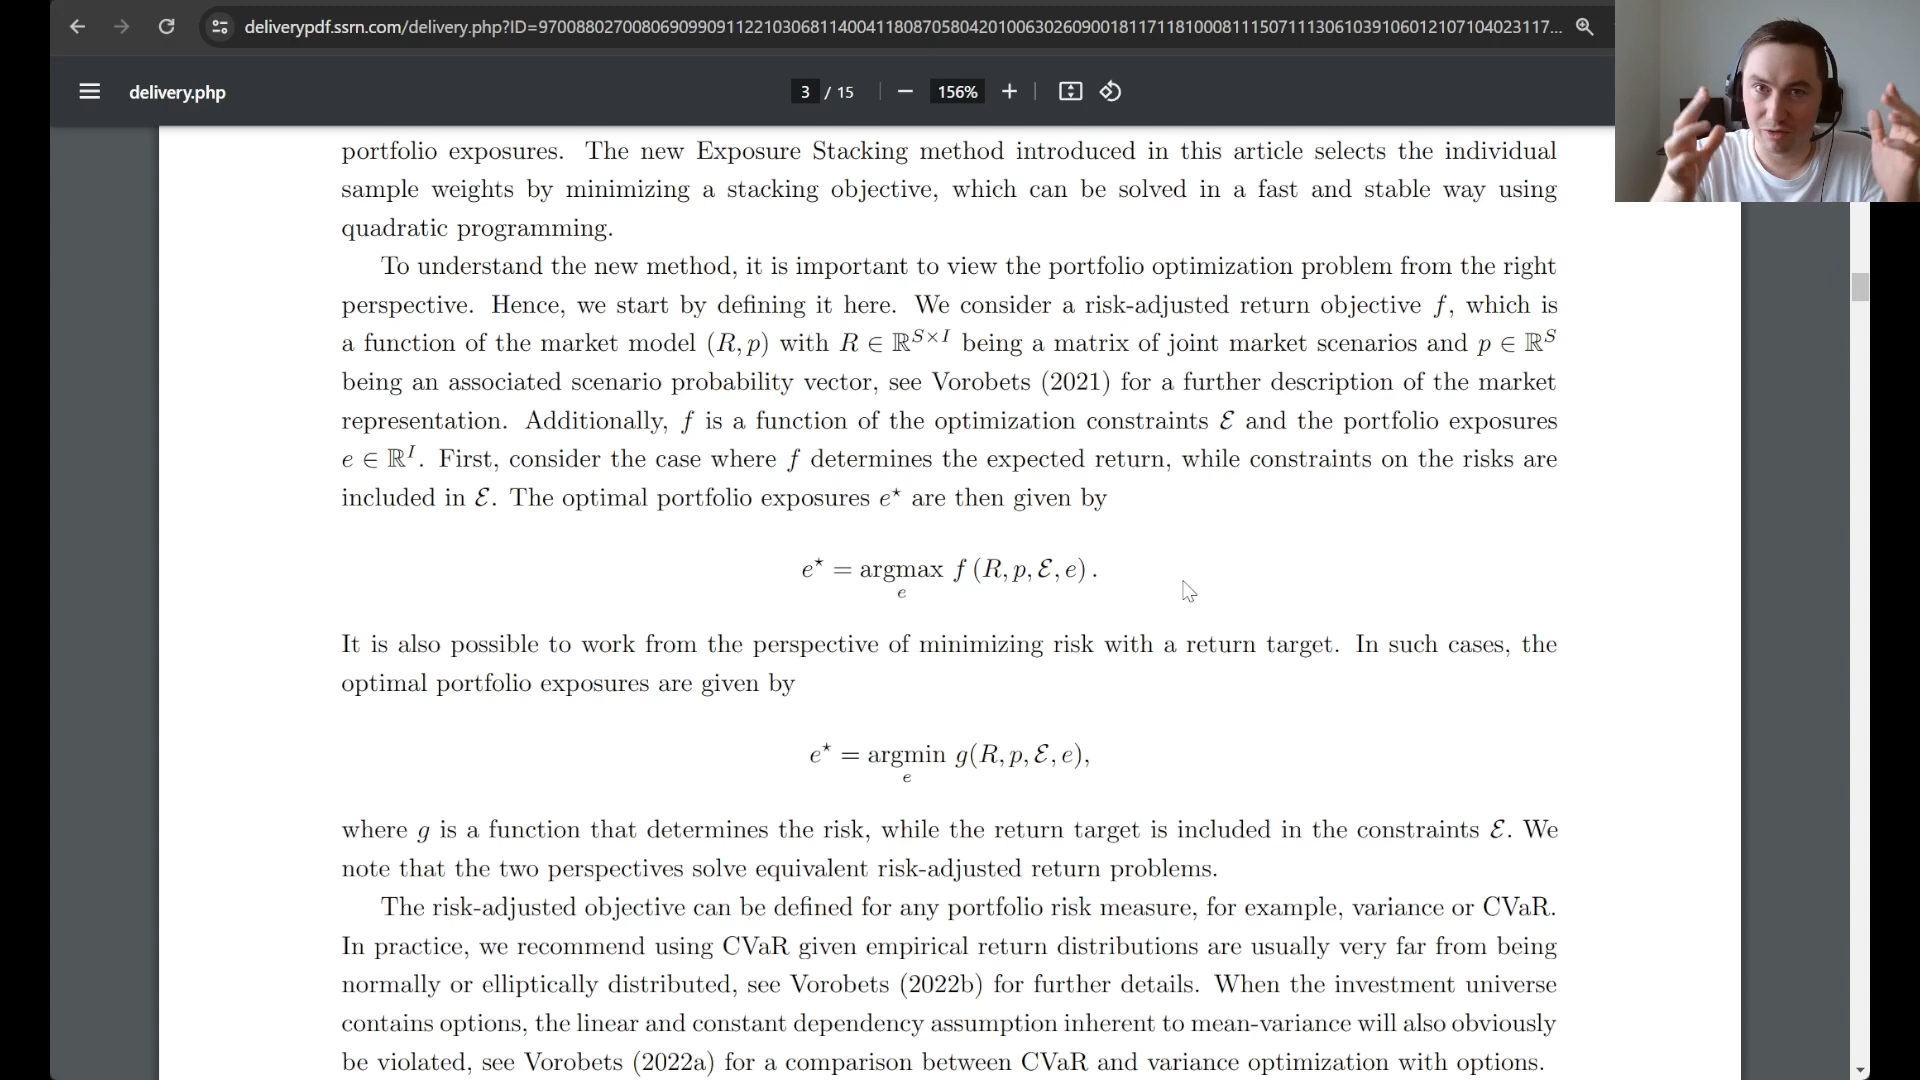 deliverypdf.ssrn.com/delivery.php?ID=970088027008069099091122103068114004118087058042010063026090018117118100081115071113061039106012107104023117...
delivery.php
3 / 15
156%
portfolio exposures. The new Exposure Stacking method introduced in this article selects the individual
sample weights by minimizing a stacking objective, which can be solved in a fast and stable way using
quadratic programming.
To understand the new method, it is important to view the portfolio optimization problem from the right
perspective. Hence, we start by defining it here. We consider a risk-adjusted return objective f, which is
a function of the market model (R, p) with R ∈ ℝ^{S×I} being a matrix of joint market scenarios and p ∈ ℝ^S
being an associated scenario probability vector, see Vorobets (2021) for a further description of the market
representation. Additionally, f is a function of the optimization constraints ℰ and the portfolio exposures
e ∈ ℝ^I. First, consider the case where f determines the expected return, while constraints on the risks are
included in ℰ. The optimal portfolio exposures e⋆ are then given by
e⋆ = argmax f (R, p, ℰ, e) .
e
It is also possible to work from the perspective of minimizing risk with a return target. In such cases, the
optimal portfolio exposures are given by
e⋆ = argmin g(R, p, ℰ, e),
e
where g is a function that determines the risk, while the return target is included in the constraints ℰ. We
note that the two perspectives solve equivalent risk-adjusted return problems.
The risk-adjusted objective can be defined for any portfolio risk measure, for example, variance or CVaR.
In practice, we recommend using CVaR given empirical return distributions are usually very far from being
normally or elliptically distributed, see Vorobets (2022b) for further details. When the investment universe
contains options, the linear and constant dependency assumption inherent to mean-variance will also obviously
be violated, see Vorobets (2022a) for a comparison between CVaR and variance optimization with options.